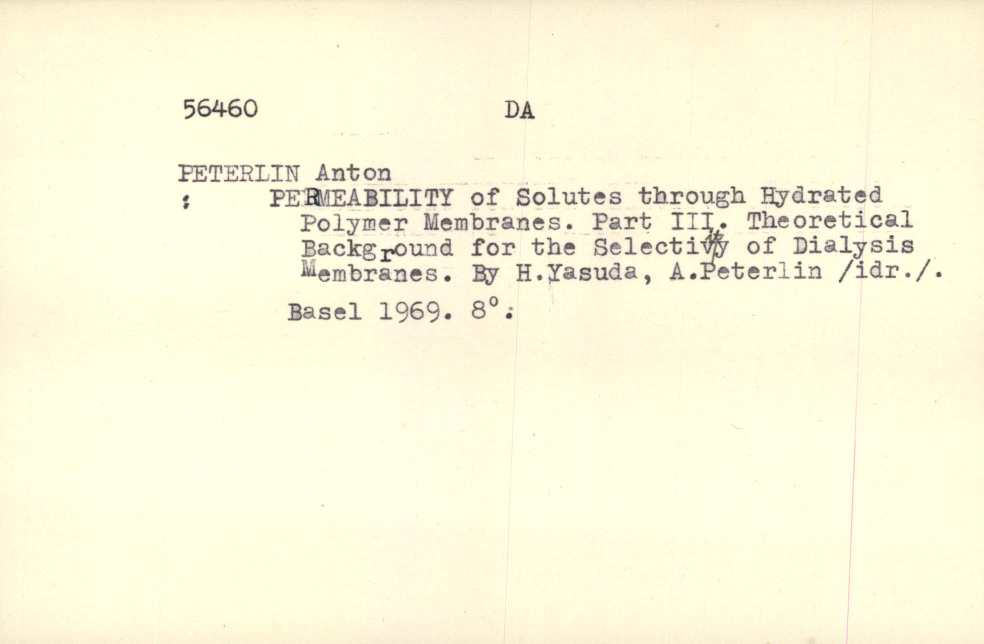 56460 DA
PETERLIN Anton
: PERMEABILITY of Solutes through Hydrated
Polymer Membranes. Part III. Theoretical
Background for the Selectivity of Dialysis
Membranes. By H.Yasuda, A.Peterlin /idr./.
Basel 1969. 8°.